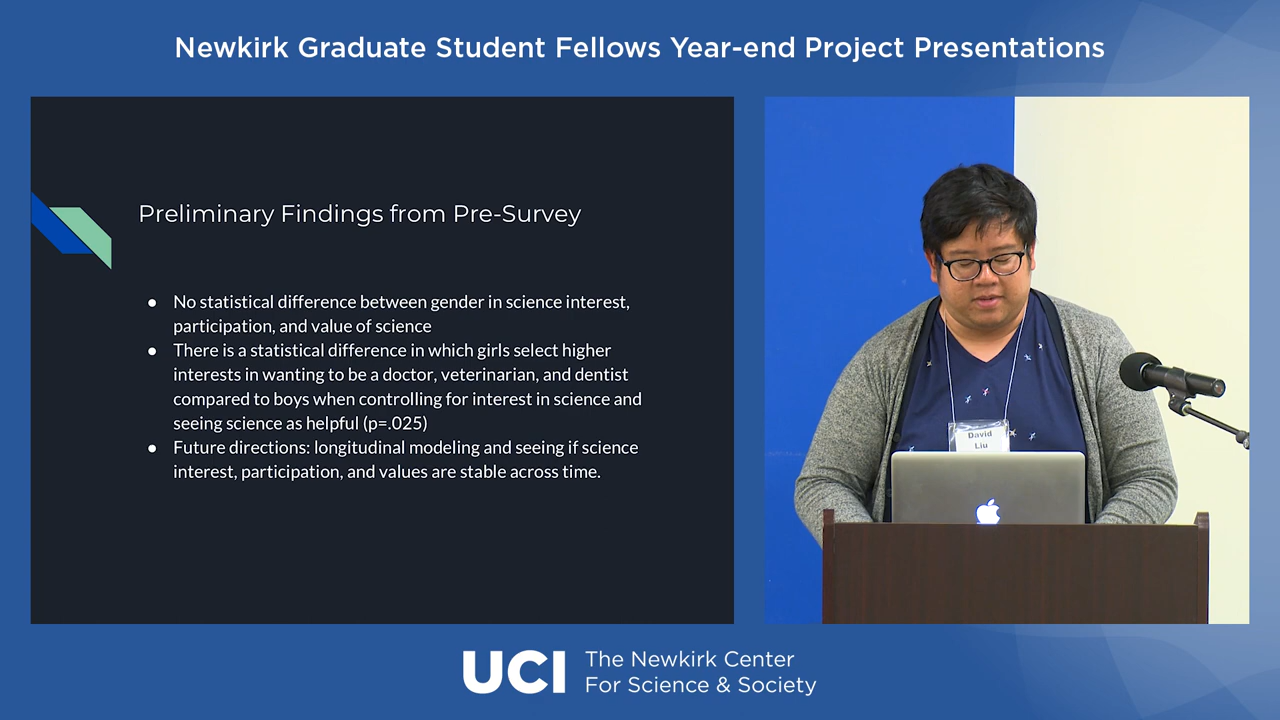 Newkirk Graduate Student Fellows Year-end Project Presentations
Preliminary Findings from Pre-Survey
● No statistical difference between gender in science interest,
participation, and value of science
● There is a statistical difference in which girls select higher
interests in wanting to be a doctor, veterinarian, and dentist
compared to boys when controlling for interest in science and
seeing science as helpful (p=.025)
● Future directions: longitudinal modeling and seeing if science
interest, participation, and values are stable across time.
David
Liu
UCI
The Newkirk Center
For Science & Society